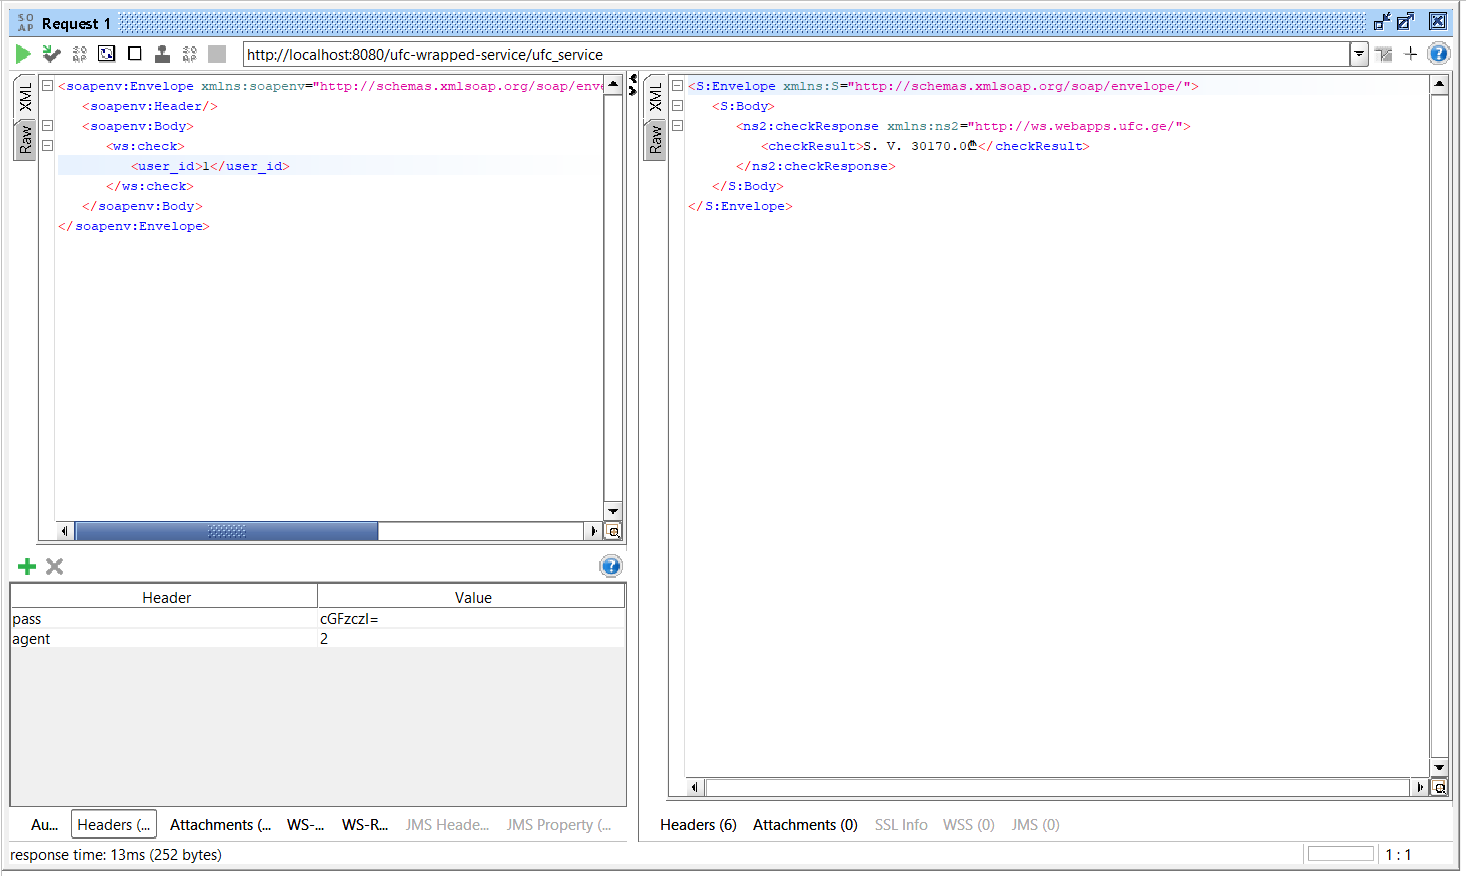 SO
AP Request 1
http://localhost:8080/ufc-wrapped-service/ufc_service
XML
Raw
<soapenv:Envelope xmlns:soapenv="http://schemas.xmlsoap.org/soap/enve
<soapenv:Header/>
<soapenv:Body>
<ws:check>
<user_id>1</user_id>
</ws:check>
</soapenv:Body>
</soapenv:Envelope>
XML
Raw
<S:Envelope xmlns:S="http://schemas.xmlsoap.org/soap/envelope/">
<S:Body>
<ns2:checkResponse xmlns:ns2="http://ws.webapps.ufc.ge/">
<checkResult>S. V. 30170.0₾</checkResult>
</ns2:checkResponse>
</S:Body>
</S:Envelope>
Header Value
pass cGFzczI=
agent 2
Au... Headers (... Attachments (... WS-... WS-R... JMS Heade... JMS Property (...
Headers (6) Attachments (0) SSL Info WSS (0) JMS (0)
response time: 13ms (252 bytes)
1 : 1